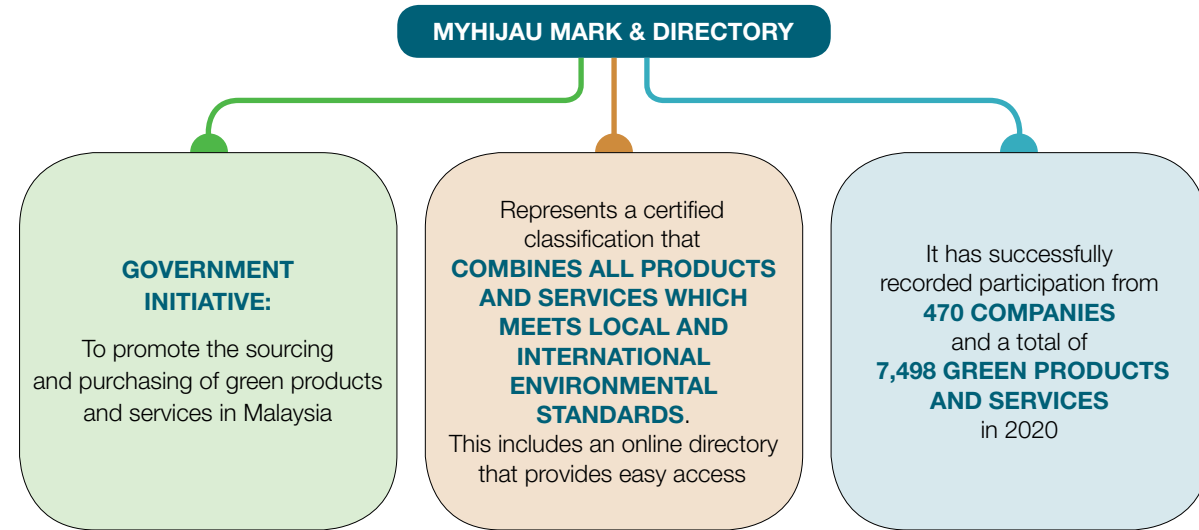 MYHIJAU MARK & DIRECTORY
GOVERNMENT
INITIATIVE:
To promote the sourcing
and purchasing of green products
and services in Malaysia
Represents a certified
classification that
COMBINES ALL PRODUCTS
AND SERVICES WHICH
MEETS LOCAL AND
INTERNATIONAL
ENVIRONMENTAL
STANDARDS.
This includes an online directory
that provides easy access
It has successfully
recorded participation from
470 COMPANIES
and a total of
7,498 GREEN PRODUCTS
AND SERVICES
in 2020